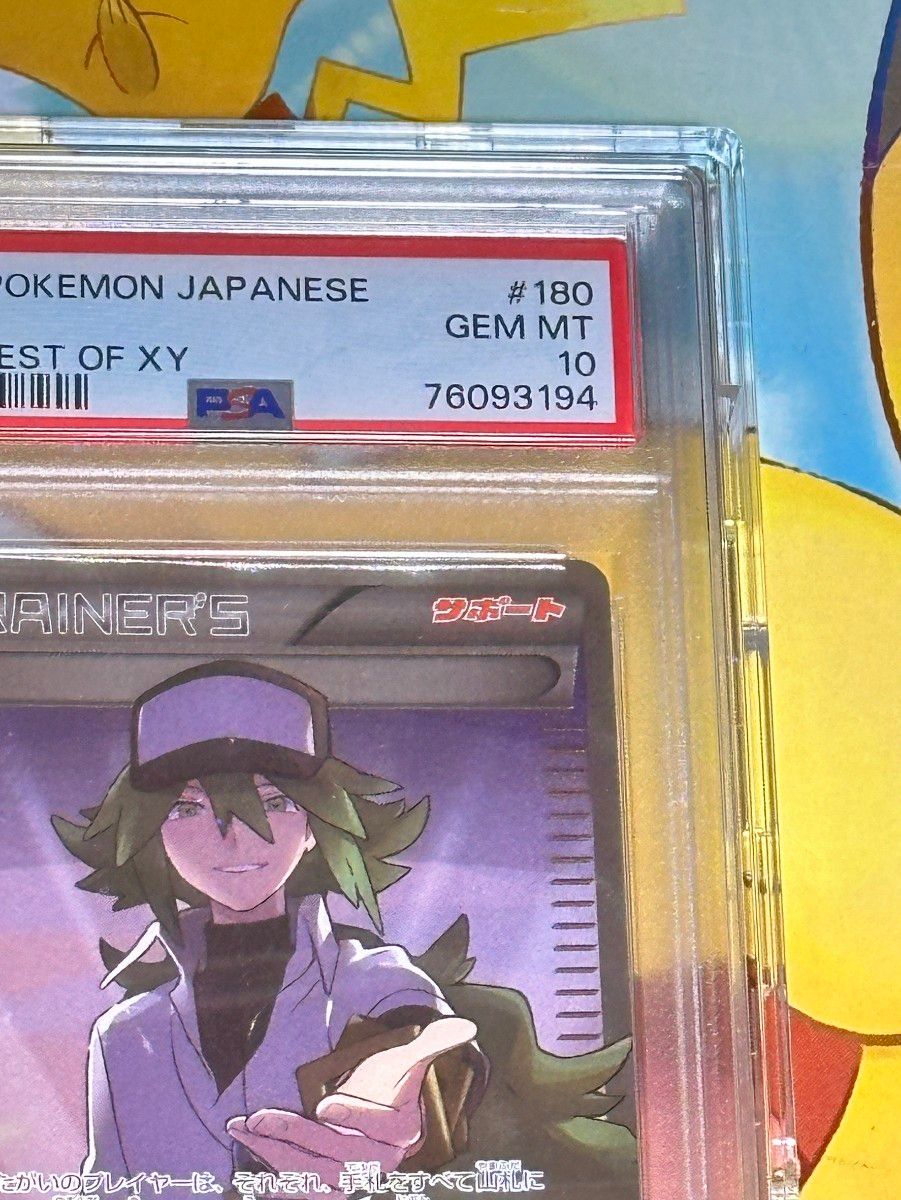 POKEMON JAPANESE #180
GEM MT
EST OF XY 10
76093194
PSA
RAINER'S サポート
たがいのプレイヤーは、それぞれ、手札をすべて山札に